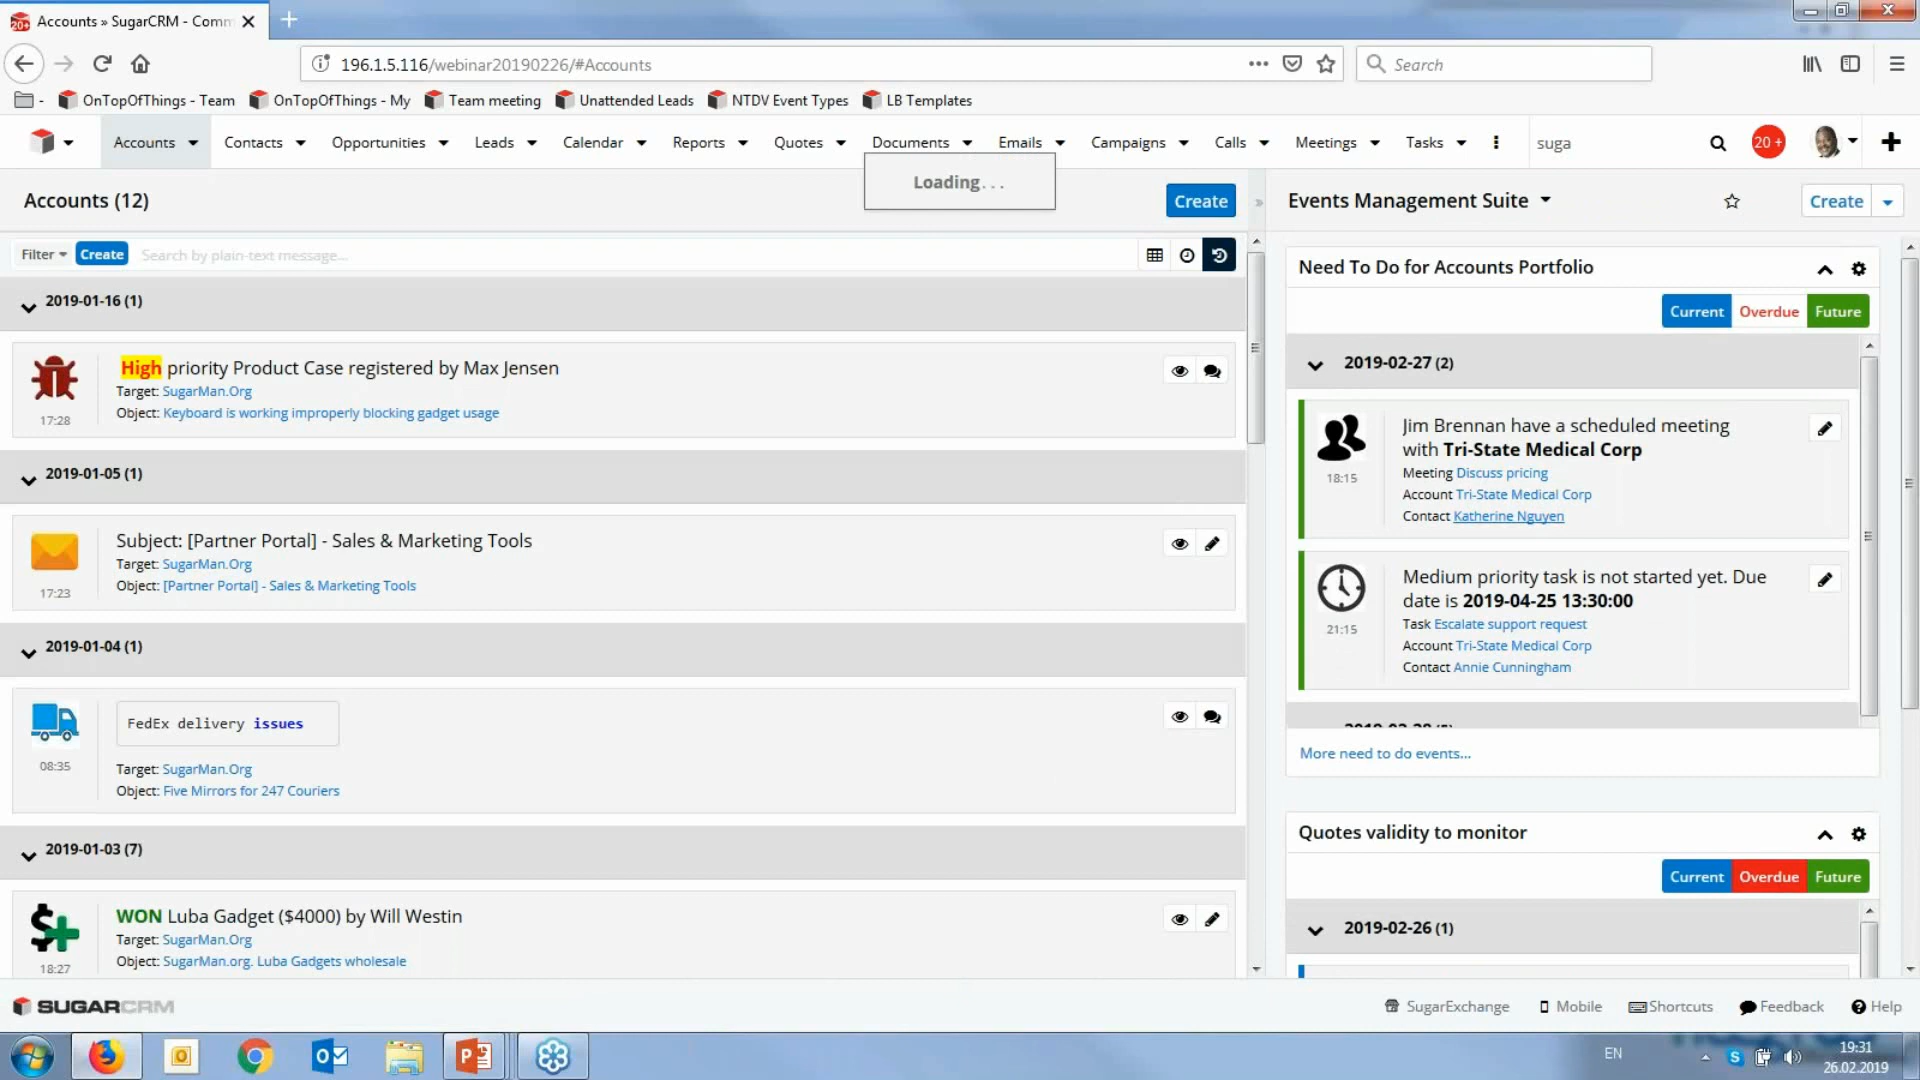 Accounts » SugarCRM - Comm
196.1.5.116/webinar20190226/#Accounts
Search
OnTopOfThings - Team
OnTopOfThings - My
Team meeting
Unattended Leads
NTDV Event Types
LB Templates
Accounts
Contacts
Opportunities
Leads
Calendar
Reports
Quotes
Documents
Emails
Campaigns
Calls
Meetings
Tasks
suga
20 +
Loading...
Accounts (12)
Create
Filter
Create
Search by plain-text message...
2019-01-16 (1)
High priority Product Case registered by Max Jensen
Target: SugarMan.Org
Object: Keyboard is working improperly blocking gadget usage
17:28
2019-01-05 (1)
Subject: [Partner Portal] - Sales & Marketing Tools
Target: SugarMan.Org
Object: [Partner Portal] - Sales & Marketing Tools
17:23
2019-01-04 (1)
FedEx delivery issues
08:35
Target: SugarMan.Org
Object: Five Mirrors for 247 Couriers
2019-01-03 (7)
WON Luba Gadget ($4000) by Will Westin
Target: SugarMan.Org
Object: SugarMan.org. Luba Gadgets wholesale
18:27
Events Management Suite
Create
Need To Do for Accounts Portfolio
Current
Overdue
Future
2019-02-27 (2)
Jim Brennan have a scheduled meeting
with Tri-State Medical Corp
18:15
Meeting Discuss pricing
Account Tri-State Medical Corp
Contact Katherine Nguyen
Medium priority task is not started yet. Due
date is 2019-04-25 13:30:00
21:15
Task Escalate support request
Account Tri-State Medical Corp
Contact Annie Cunningham
More need to do events...
Quotes validity to monitor
Current
Overdue
Future
2019-02-26 (1)
SUGARCRM
SugarExchange
Mobile
Shortcuts
Feedback
Help
EN
19:31
26.02.2019